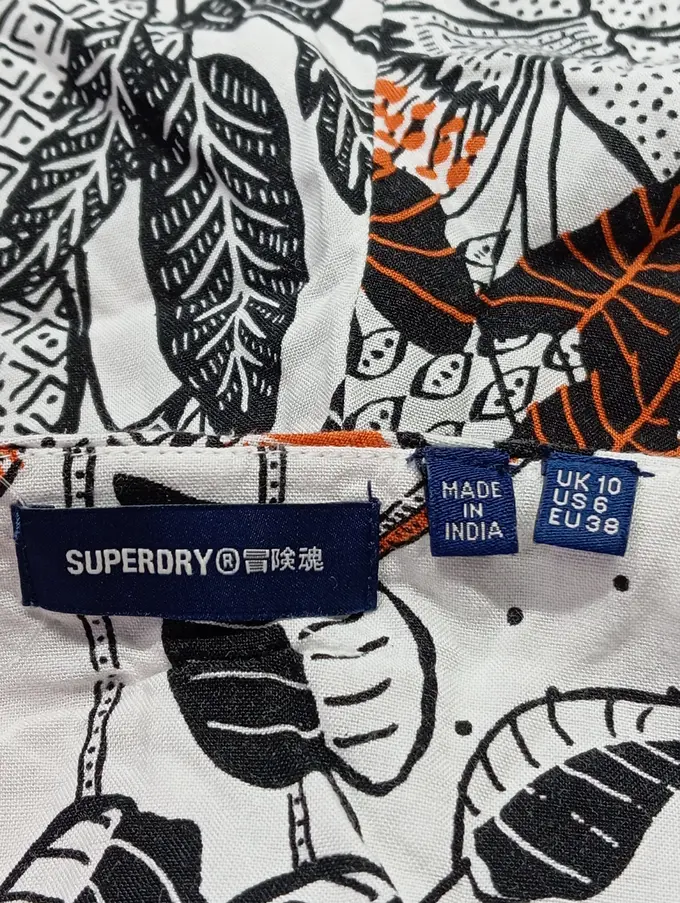 SUPERDRY®冒険魂
MADE
IN
INDIA
UK 10
US 6
EU 38